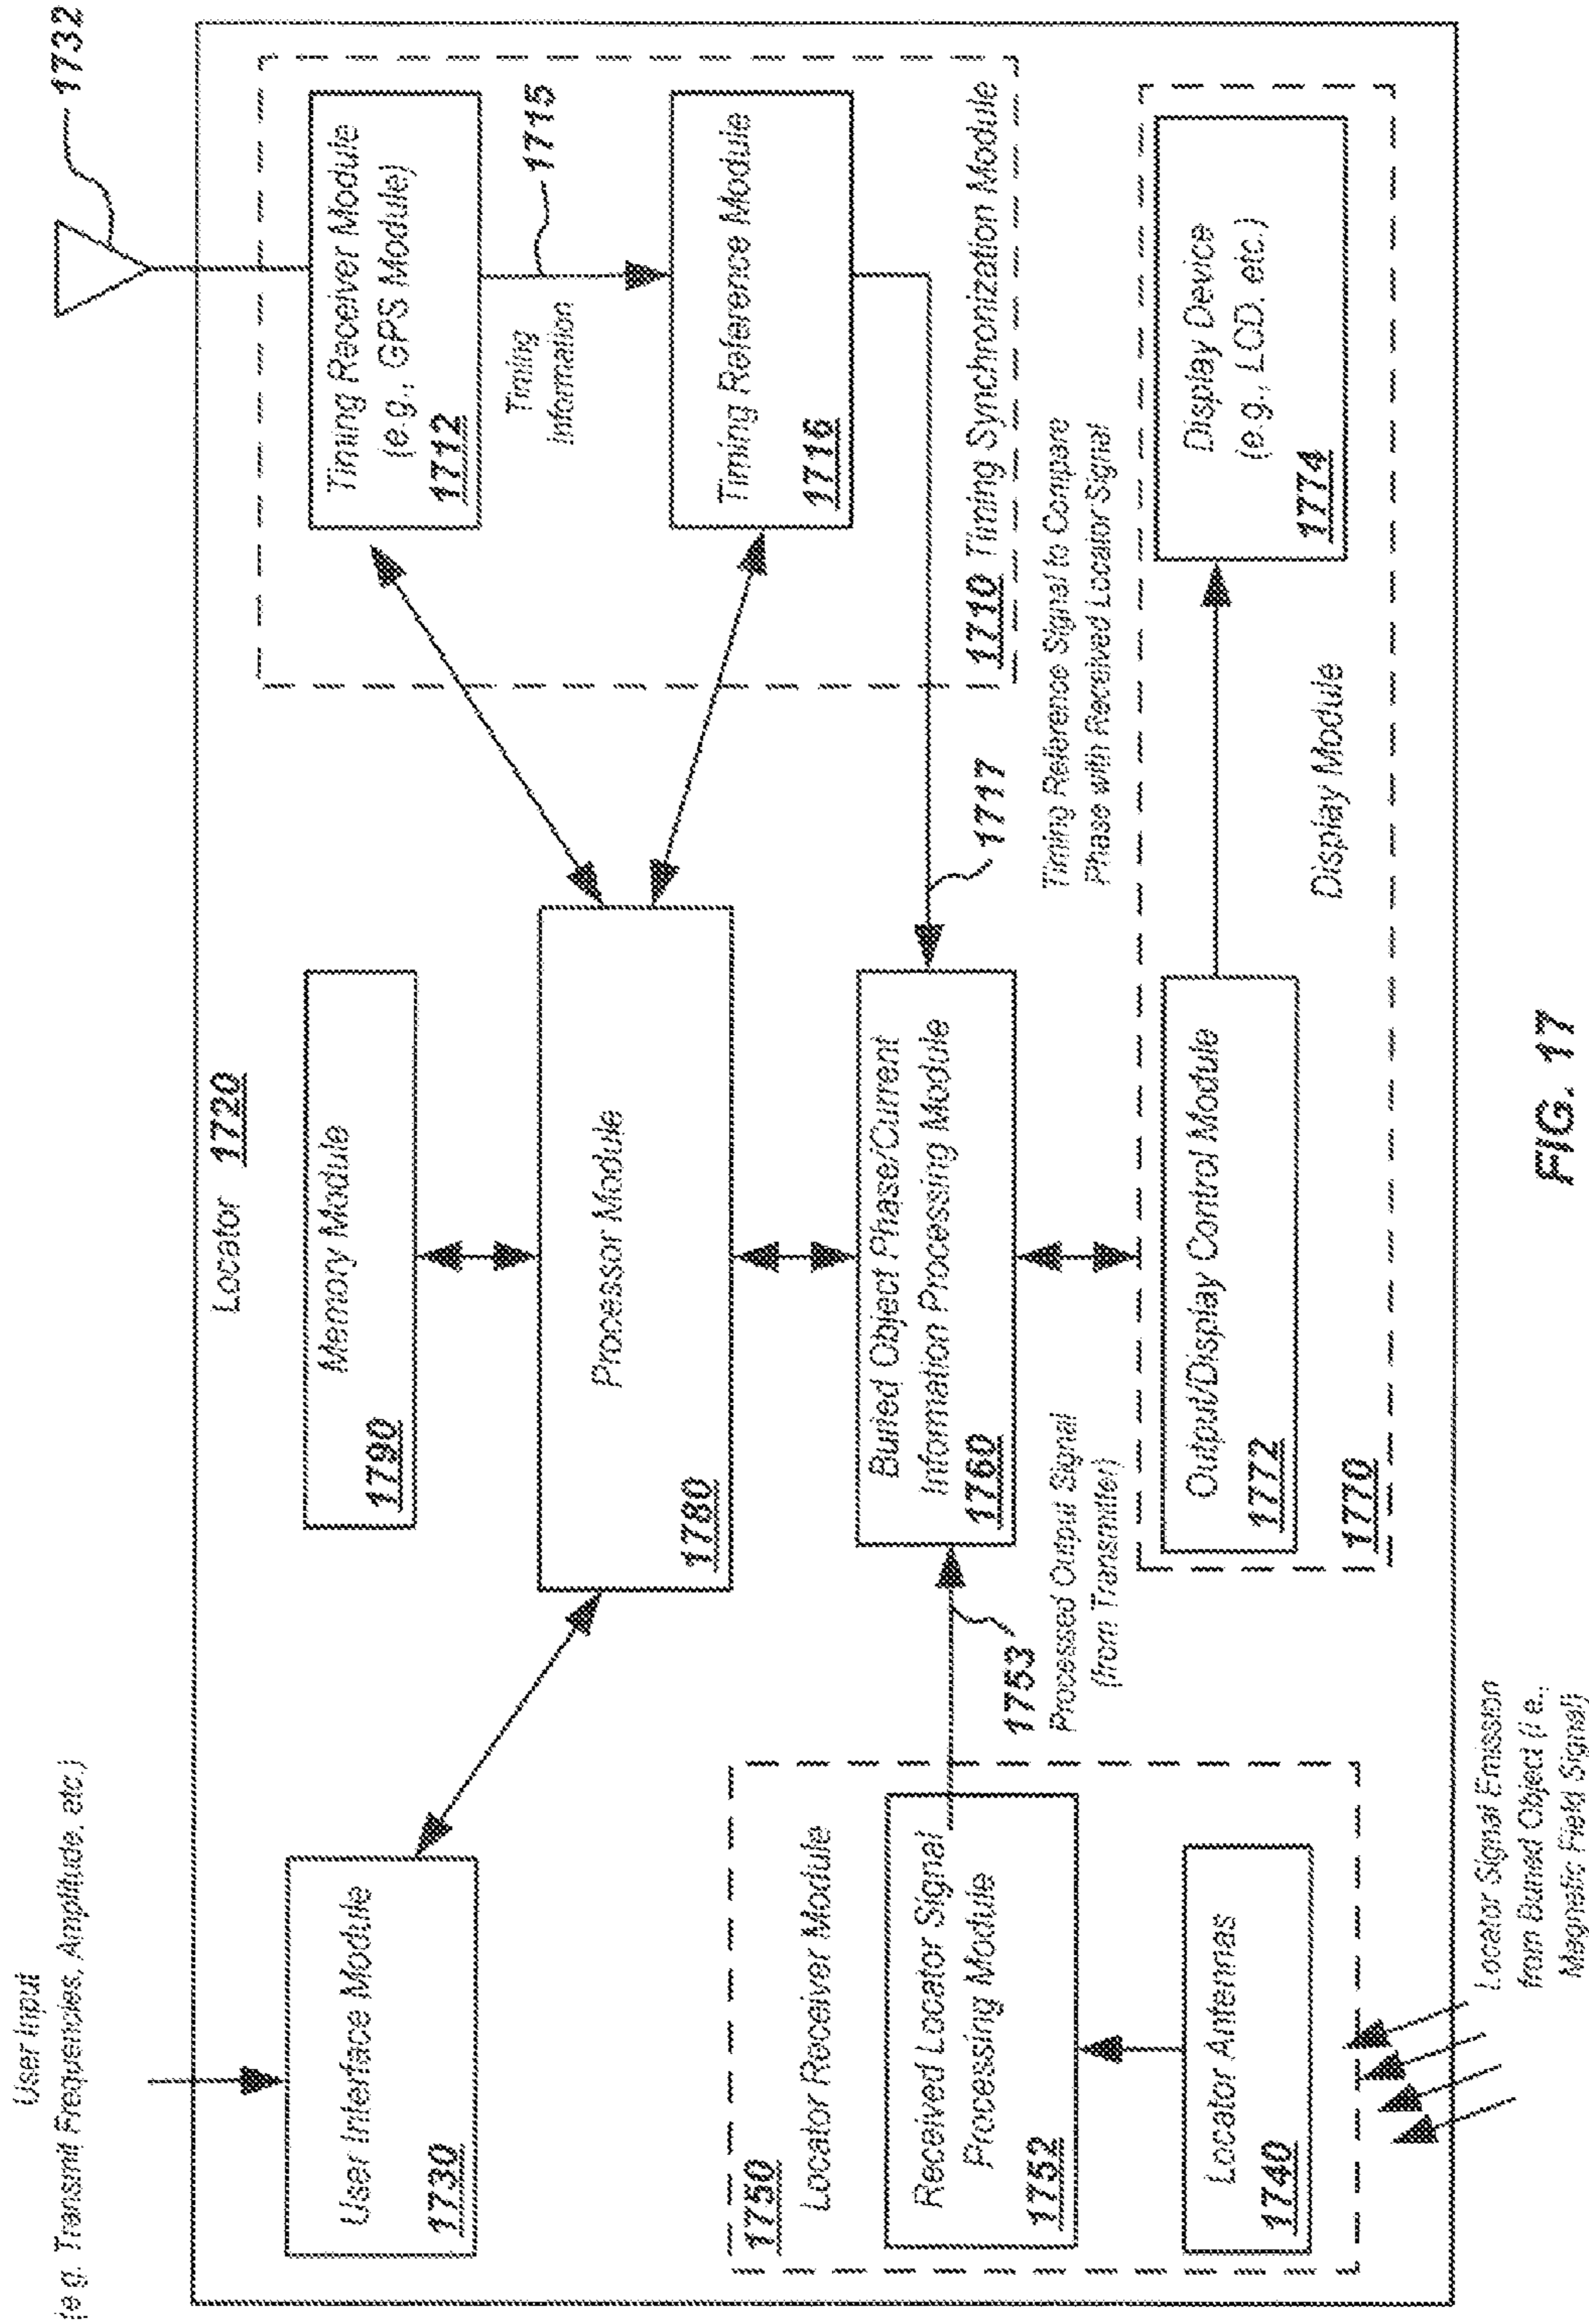 User Input
(e.g. Transmit Frequencies, Amplitude, etc.)
1732
Locator 1720
User Interface Module
1730
Memory Module
1790
Timing Receiver Module
(e.g., GPS Module)
1712
Timing
Information
1715
Processor Module
1780
Timing Reference Module
1716
1710 Timing Synchronization Module
1750
Locator Receiver Module
Received Locator Signal
Processing Module
1752
Locator Antennas
1740
1753
Processed Output Signal
(from Transmitter)
Buried Object Phase/Current
Information Processing Module
1760
1717
Timing Reference Signal to Compare
Phase with Received Locator Signal
Output/Display Control Module
1772
1770
Display Module
Display Device
(e.g., LCD, etc.)
1774
Locator Signal Emission
from Buried Object (i.e.,
Magnetic Field Signal)
FIG. 17